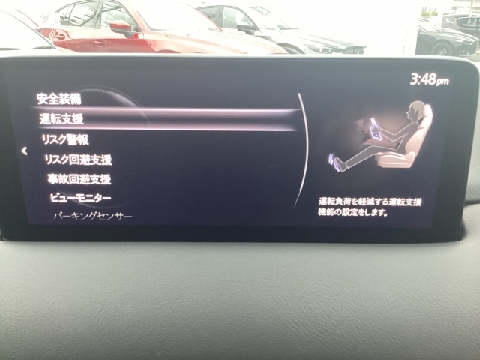 3:48pm
安全装備
運転支援
リスク警報
リスク回避支援
事故回避支援
ビューモニター
パーキングセンサー
運転負荷を軽減する運転支援
機能の設定をします。